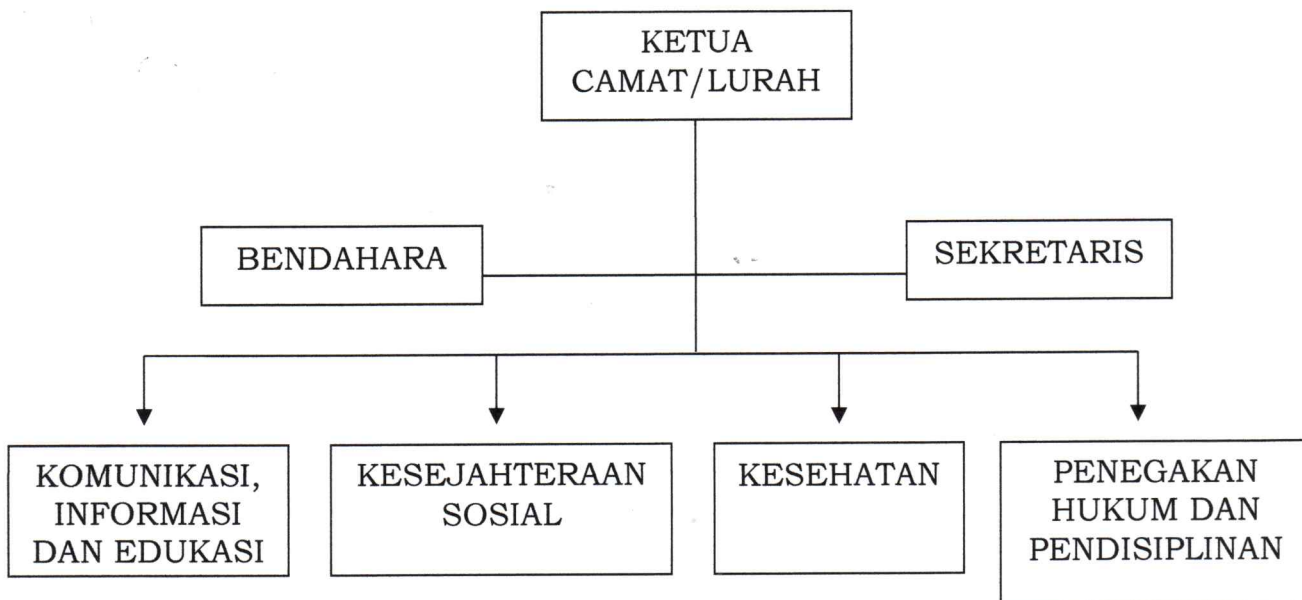 KETUA
CAMAT/LURAH
BENDAHARA
SEKRETARIS
KOMUNIKASI,
INFORMASI
DAN EDUKASI
KESEJAHTERAAN
SOSIAL
KESEHATAN
PENEGAKAN
HUKUM DAN
PENDISIPLINAN